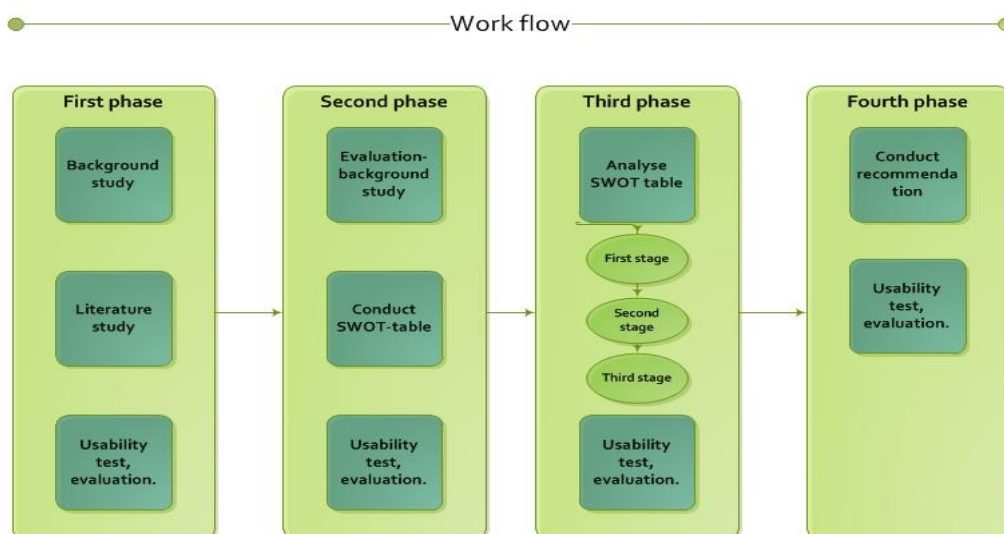 Work flow
First phase
Background
study
Literature
study
Usability
test,
evaluation.
Second phase
Evaluation-
background
study
Conduct
SWOT-table
Usability
test,
evaluation.
Third phase
Analyse
SWOT table
First stage
Second
stage
Third stage
Usability
test,
evaluation.
Fourth phase
Conduct
recommenda
tion
Usability
test,
evaluation.